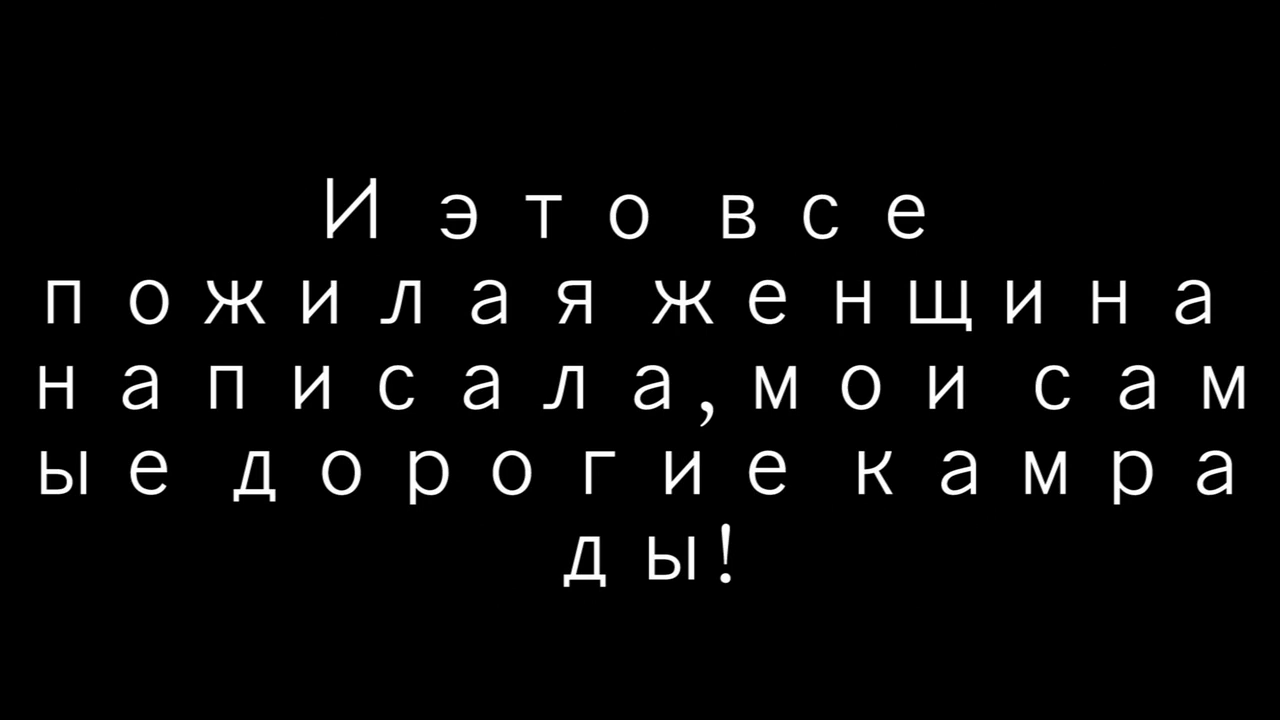 И это все
пожилая женщина
написала, мои сам
ые дорогие камра
ды!